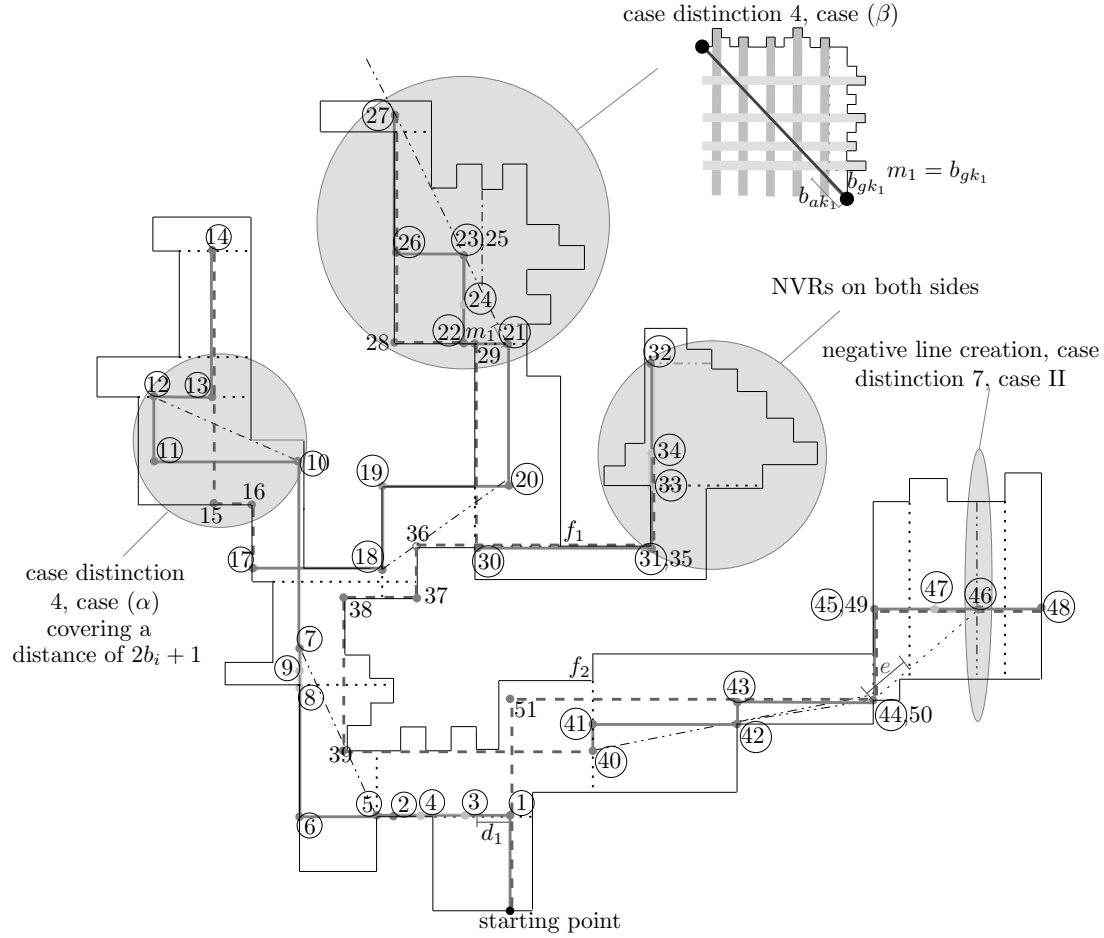 case distinction 4, case (β)
m₁ = b_gk₁
b_gk₁
b_ak₁
27
14
26
23,25
24
NVRs on both sides
22
m₁
21
28
29
32
negative line creation, case
distinction 7, case II
12
13
11
10
34
19
20
33
16
15
36
f₁
17
18
30
31,35
case distinction
4, case (α)
covering a
distance of 2bᵢ + 1
38
37
45,49
47
46
48
7
9
f₂
e
8
43
51
44,50
41
42
39
40
5
2
4
3
1
6
d₁
starting point